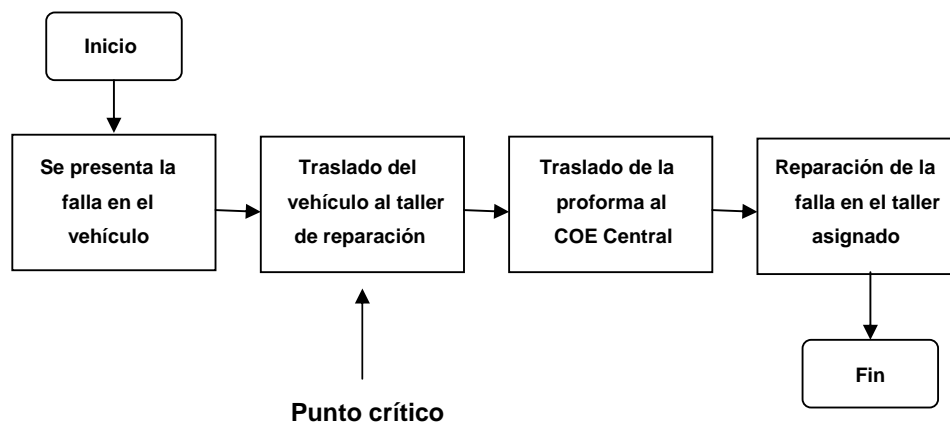 Inicio
Se presenta la
falla en el
vehículo
Traslado del
vehículo al taller
de reparación
Traslado de la
proforma al
COE Central
Reparación de la
falla en el taller
asignado
Fin
Punto crítico